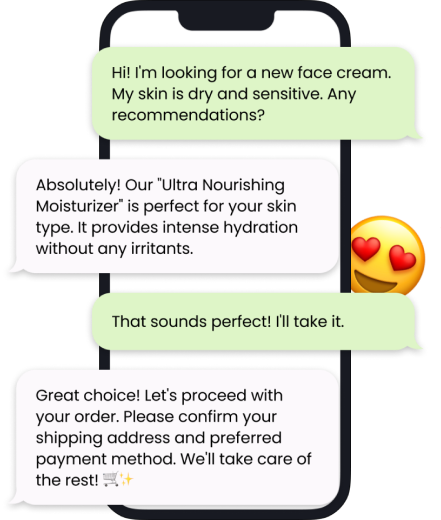 Hi! I'm looking for a new face cream.
My skin is dry and sensitive. Any
recommendations?
Absolutely! Our "Ultra Nourishing
Moisturizer" is perfect for your skin
type. It provides intense hydration
without any irritants.
That sounds perfect! I'll take it.
Great choice! Let's proceed with
your order. Please confirm your
shipping address and preferred
payment method. We'll take care of
the rest! 🛒✨